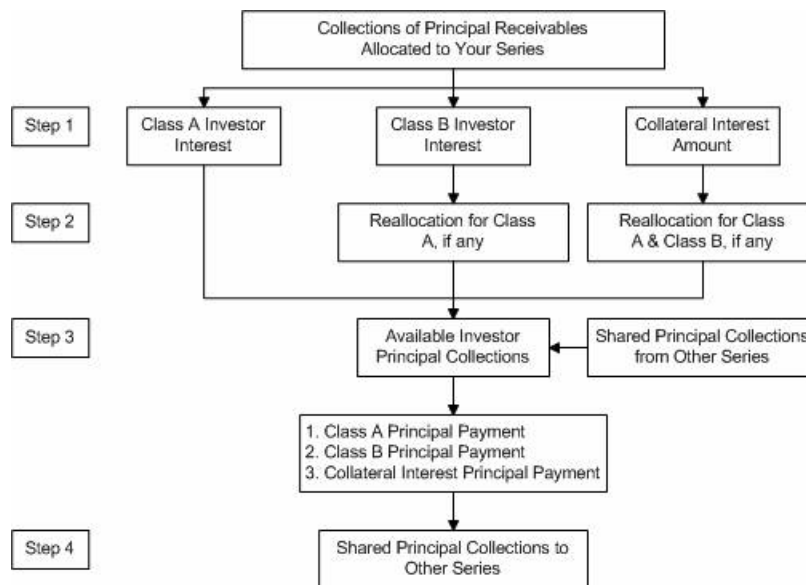 Collections of Principal Receivables
Allocated to Your Series
Step 1
Class A Investor
Interest
Class B Investor
Interest
Collateral Interest
Amount
Step 2
Reallocation for Class
A, if any
Reallocation for Class
A & Class B, if any
Step 3
Available Investor
Principal Collections
Shared Principal Collections
from Other Series
1. Class A Principal Payment
2. Class B Principal Payment
3. Collateral Interest Principal Payment
Step 4
Shared Principal Collections to
Other Series